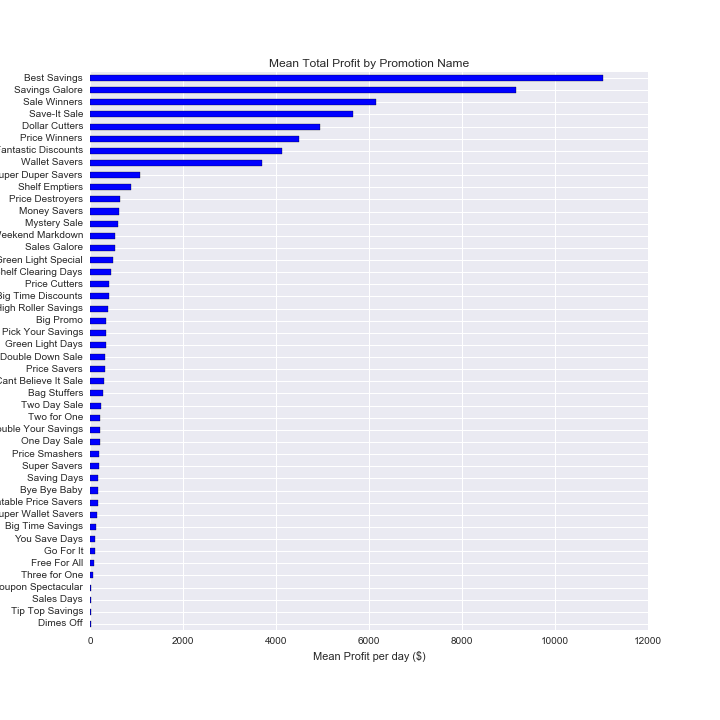 Mean Total Profit by Promotion Name
Best Savings
Savings Galore
Sale Winners
Save-It Sale
Dollar Cutters
Price Winners
antastic Discounts
Wallet Savers
uper Duper Savers
Shelf Emptiers
Price Destroyers
Money Savers
Mystery Sale
eekend Markdown
Sales Galore
Green Light Special
helf Clearing Days
Price Cutters
Big Time Discounts
High Roller Savings
Big Promo
Pick Your Savings
Green Light Days
Double Down Sale
Price Savers
Cant Believe It Sale
Bag Stuffers
Two Day Sale
Two for One
ouble Your Savings
One Day Sale
Price Smashers
Super Savers
Saving Days
Bye Bye Baby
table Price Savers
uper Wallet Savers
Big Time Savings
You Save Days
Go For It
Free For All
Three for One
oupon Spectacular
Sales Days
Tip Top Savings
Dimes Off
0 2000 4000 6000 8000 10000 12000
Mean Profit per day ($)